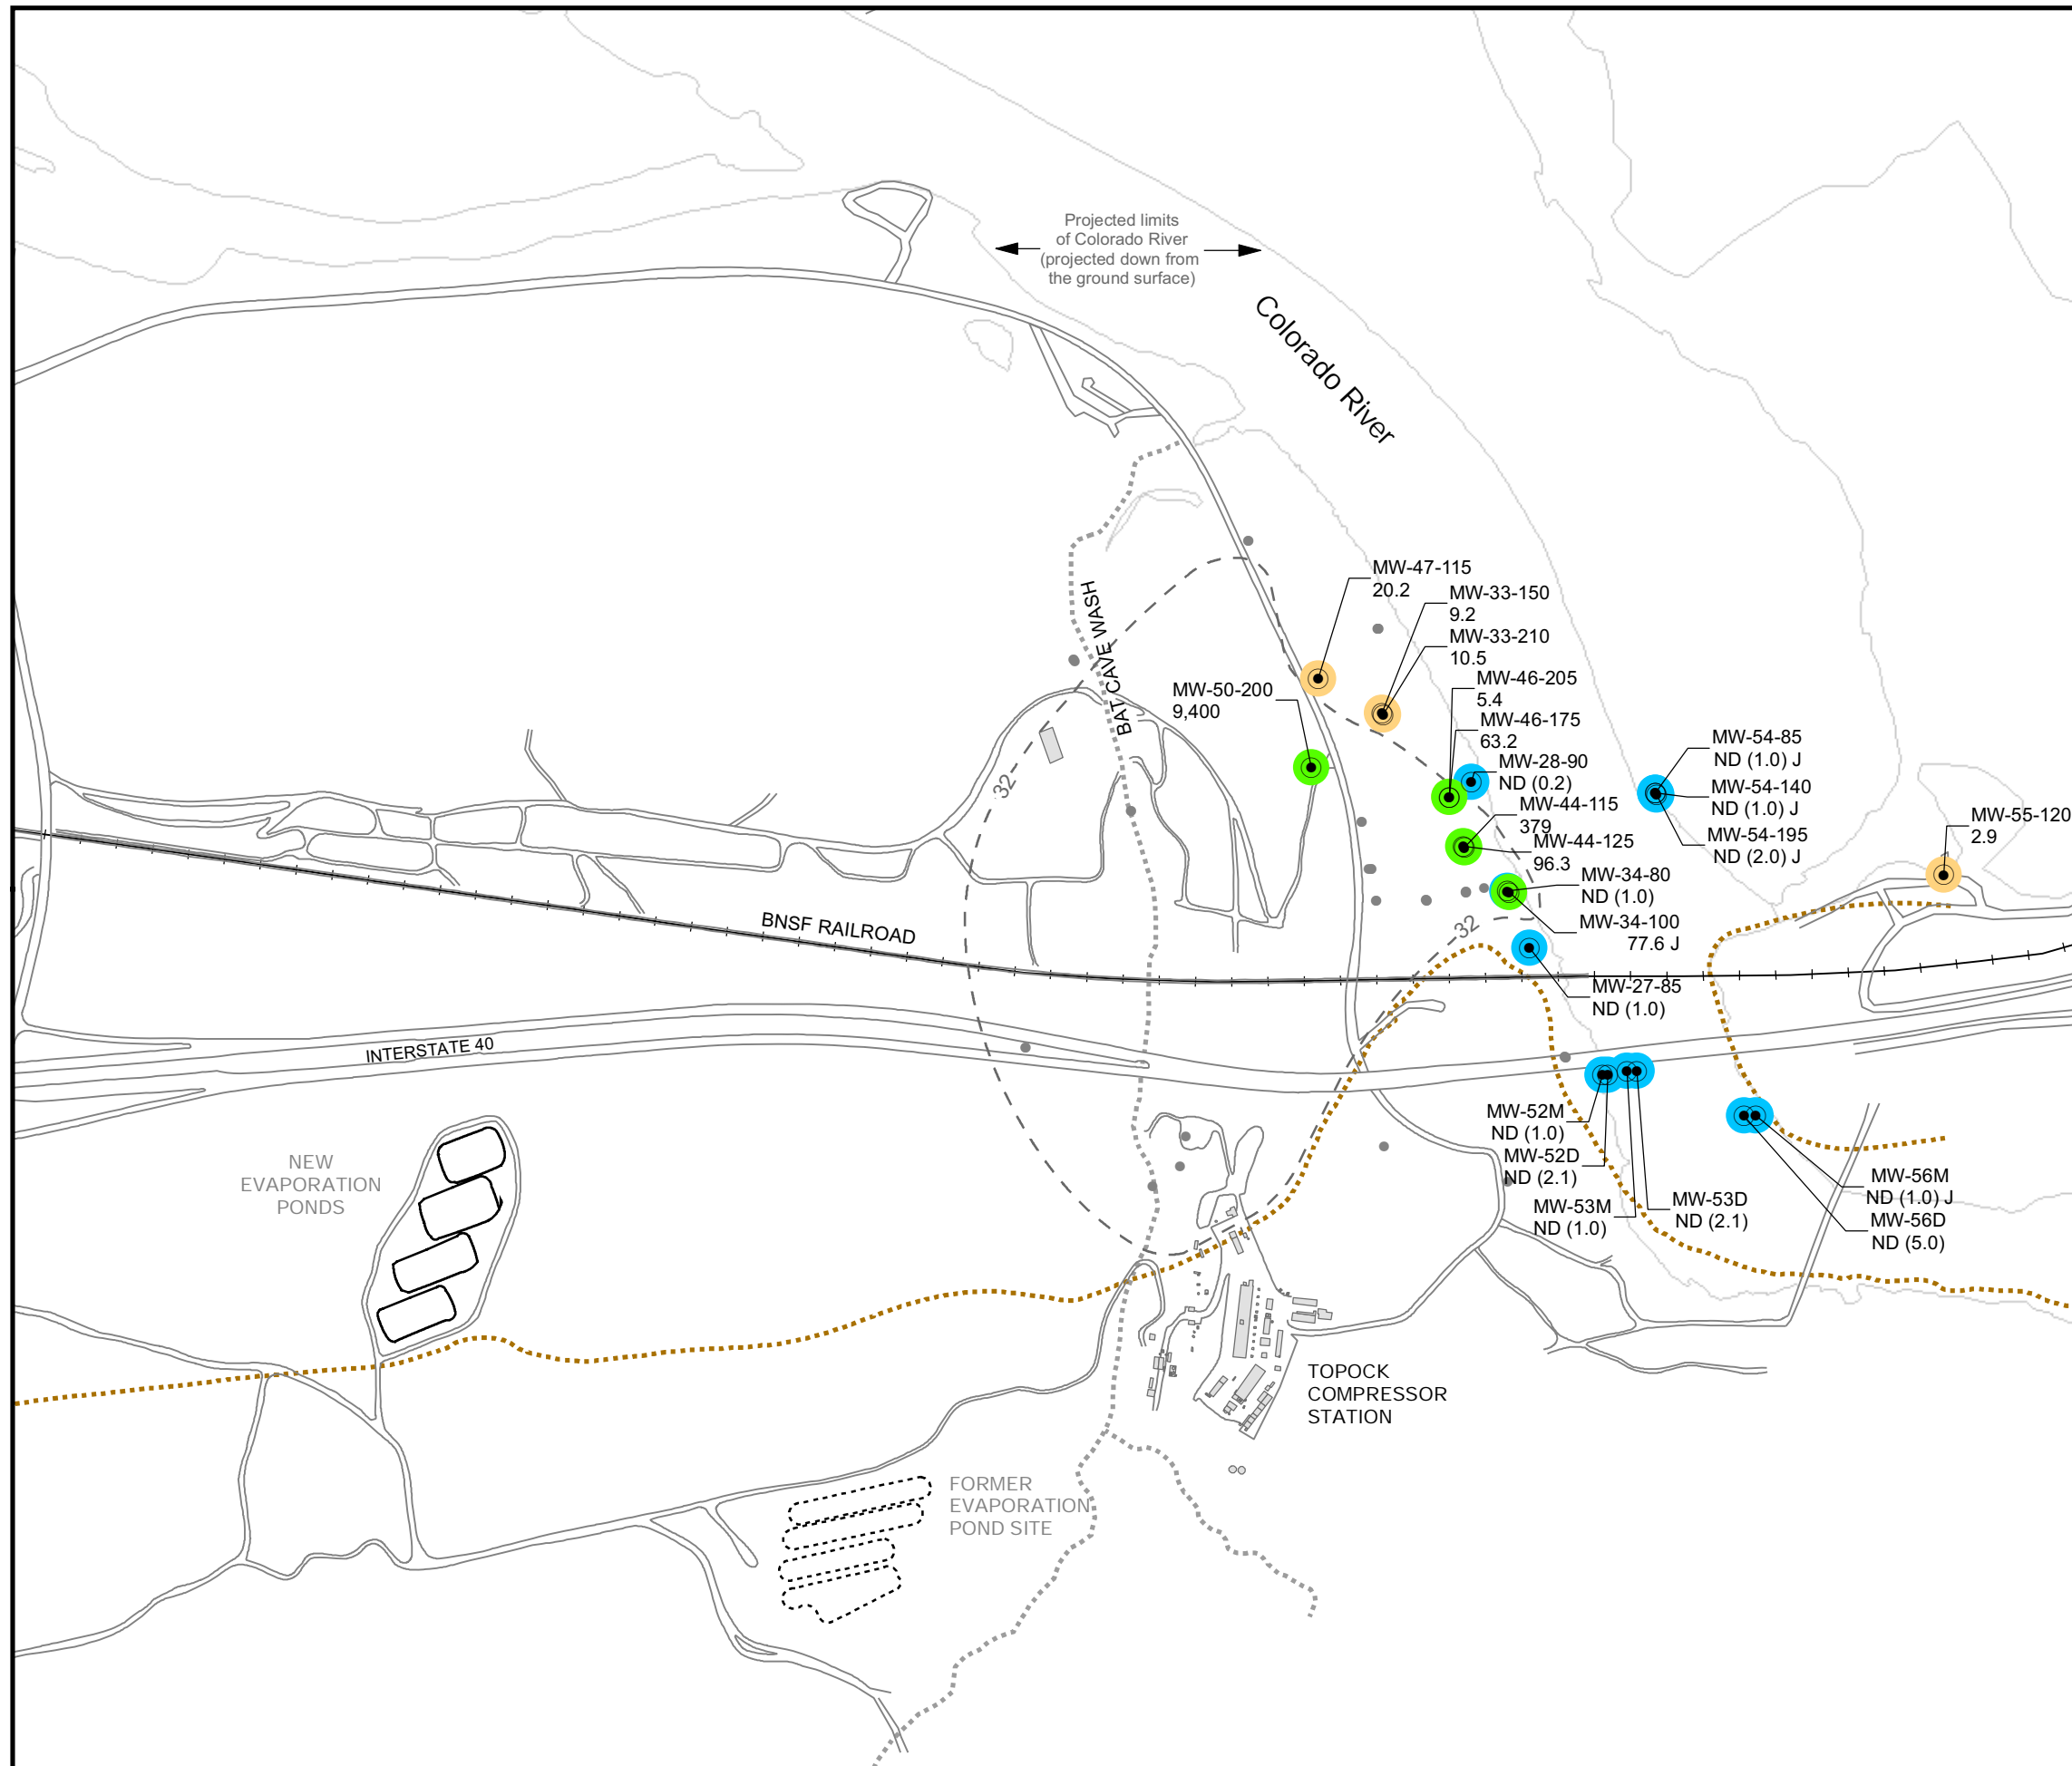 Projected limits
of Colorado River
(projected down from
the ground surface)
Colorado River
MW-47-115
20.2
MW-33-150
9.2
MW-33-210
10.5
MW-46-205
5.4
MW-50-200
9,400
MW-46-175
63.2
MW-28-90
ND (0.2)
MW-44-115
379
MW-44-125
96.3
MW-34-80
ND (1.0)
MW-34-100
77.6 J
MW-27-85
ND (1.0)
MW-54-85
ND (1.0) J
MW-54-140
ND (1.0) J
MW-54-195
ND (2.0) J
MW-55-120
2.9
BAT CAVE WASH
32
32
BNSF RAILROAD
INTERSTATE 40
MW-52M
ND (1.0)
MW-52D
ND (2.1)
MW-53M
ND (1.0)
MW-53D
ND (2.1)
MW-56M
ND (1.0) J
MW-56D
ND (5.0)
NEW
EVAPORATION
PONDS
TOPOCK
COMPRESSOR
STATION
FORMER
EVAPORATION
POND SITE